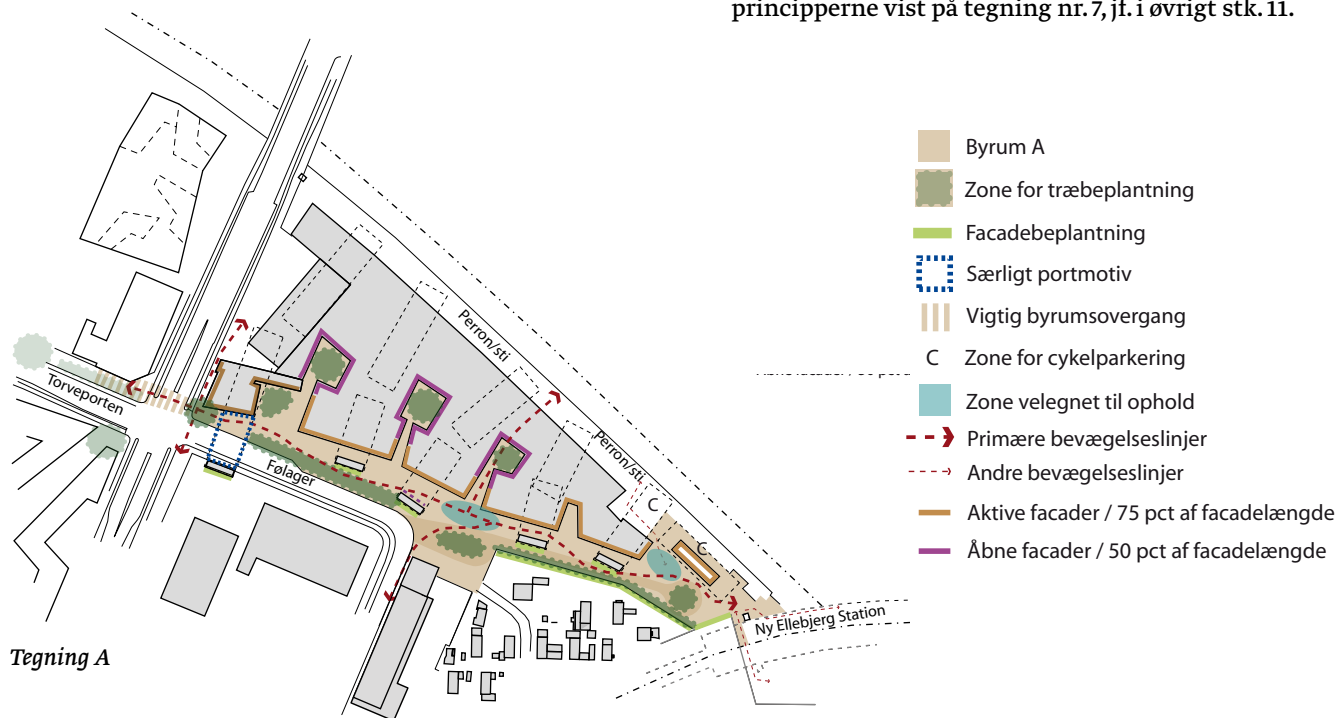 principperne vist på tegning nr. 7, jf. i øvrigt stk. 11.
Byrum A
Zone for træbeplantning
Facadebeplantning
Særligt portmotiv
Vigtig byrumsovergang
C Zone for cykelparkering
Zone velegnet til ophold
Primære bevægelseslinjer
Andre bevægelseslinjer
Aktive facader / 75 pct af facadelængde
Åbne facader / 50 pct af facadelængde
Perron/sti
Torveporten
Perron/sti
Følager
C
C
Ny Ellebjerg Station
Tegning A